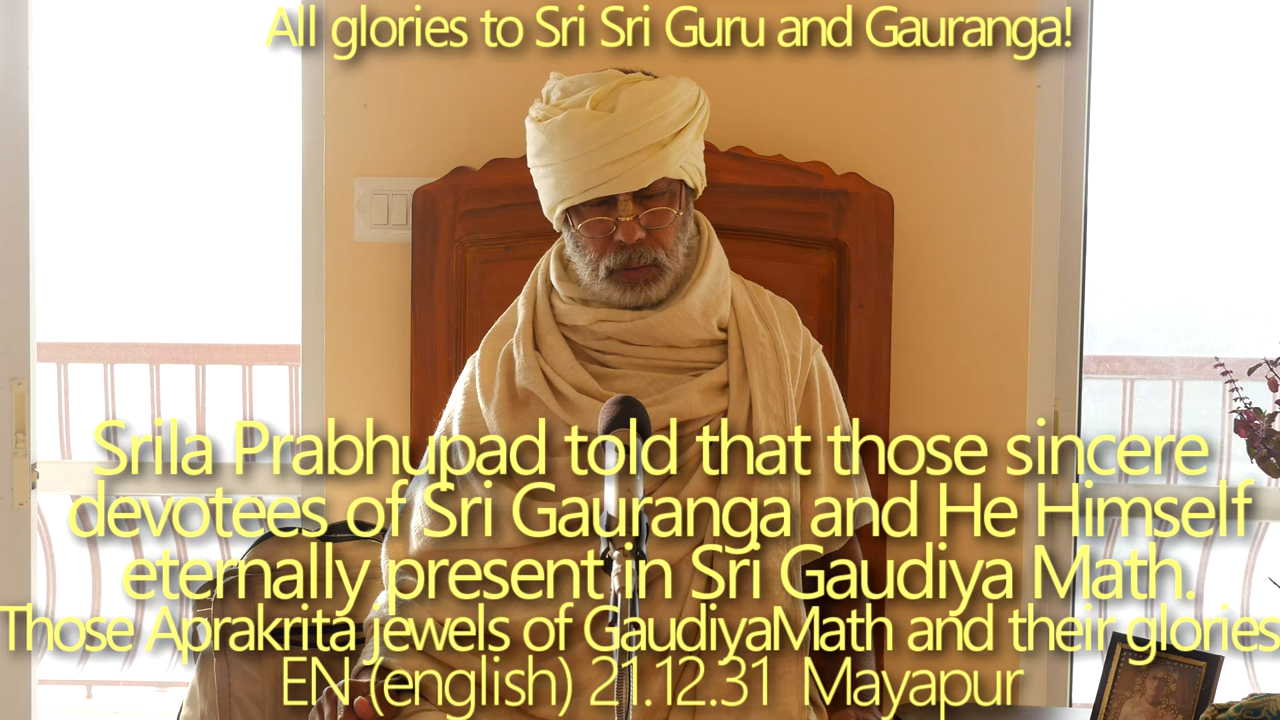 All glories to Sri Sri Guru and Gauranga!
Srila Prabhupad told that those sincere
devotees of Sri Gauranga and He Himself
eternally present in Sri Gaudiya Math.
Those Aprakrita jewels of GaudiyaMath and their glories
EN (english) 21.12.31 Mayapur